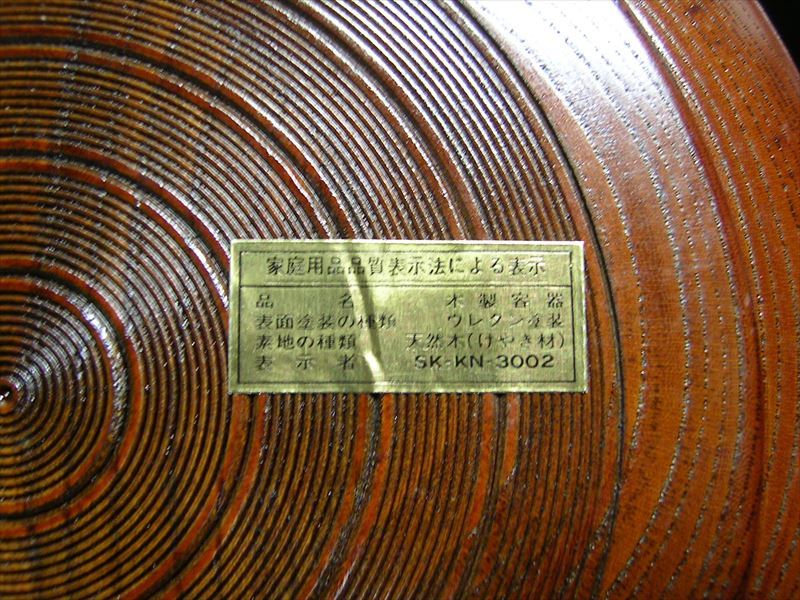 家庭用品品質表示法による表示
品名 木製容器
表面塗装の種類 ウレタン塗装
素地の種類 天然木(けやき材)
表示者 SK-KN-3002